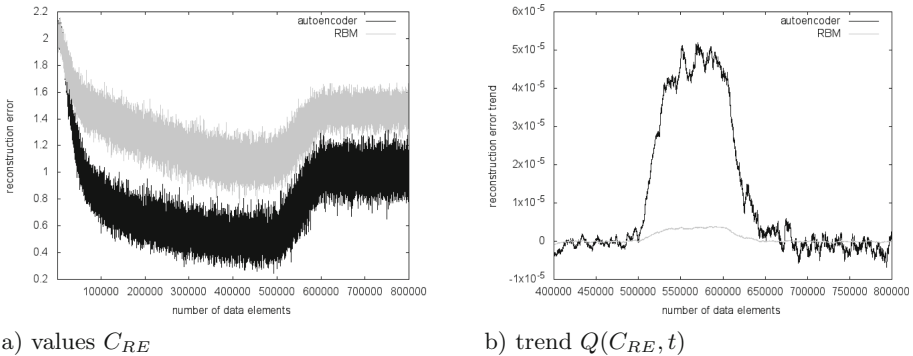 autoencoder
RBM
2.2
2
1.8
1.6
1.4
1.2
1
0.8
0.6
0.4
0.2
reconstruction error
100000 200000 300000 400000 500000 600000 700000 800000
number of data elements
a) values C_RE
autoencoder
RBM
6x10^-5
5x10^-5
4x10^-5
3x10^-5
2x10^-5
1x10^-5
0
-1x10^-5
reconstruction error trend
400000 450000 500000 550000 600000 650000 700000 750000 800000
number of data elements
b) trend Q(C_RE, t)